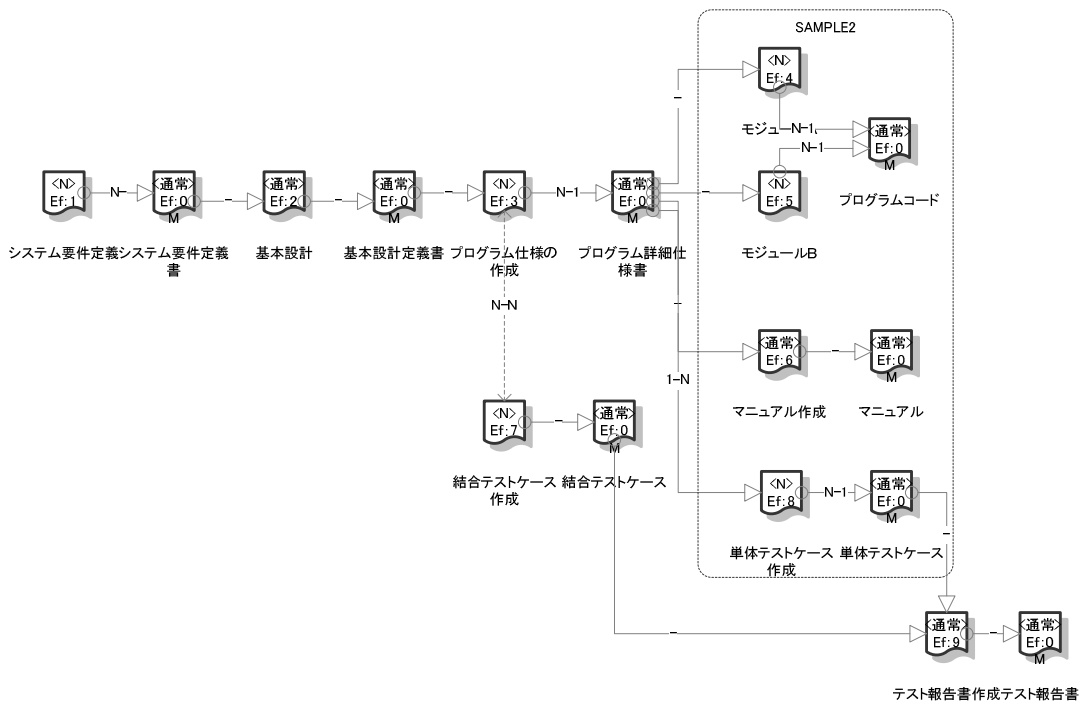 SAMPLE2
<N>
Ef:4
モジュー
N-1
<通常>
Ef:0
M
プログラムコード
N-1
<N>
Ef:5
モジュールB
<N>
Ef:1
システム要件定義
N-
<通常>
Ef:0
M
システム要件定義
書
-
<通常>
Ef:2
基本設計
-
<通常>
Ef:0
M
基本設計定義書
-
<N>
Ef:3
プログラム仕様の
作成
N-1
<通常>
Ef:0
M
プログラム詳細仕
様書
-
-
-
1-N
N-N
<通常>
Ef:6
マニュアル作成
-
<通常>
Ef:0
M
マニュアル
<N>
Ef:7
結合テストケース
作成
-
<通常>
Ef:0
M
結合テストケース
<N>
Ef:8
単体テストケース
作成
N-1
<通常>
Ef:0
M
単体テストケース
-
-
<通常>
Ef:9
テスト報告書作成
-
<通常>
Ef:0
M
テスト報告書